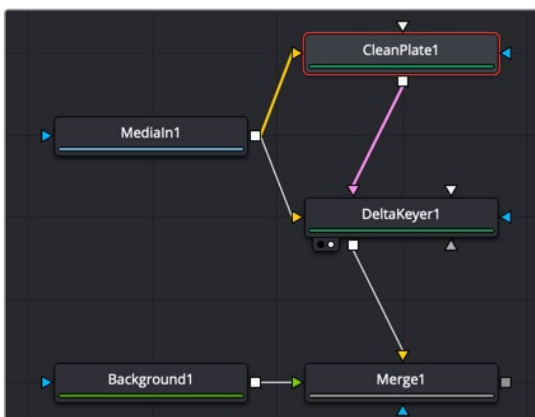 CleanPlate1
MediaIn1
DeltaKeyer1
Background1
Merge1